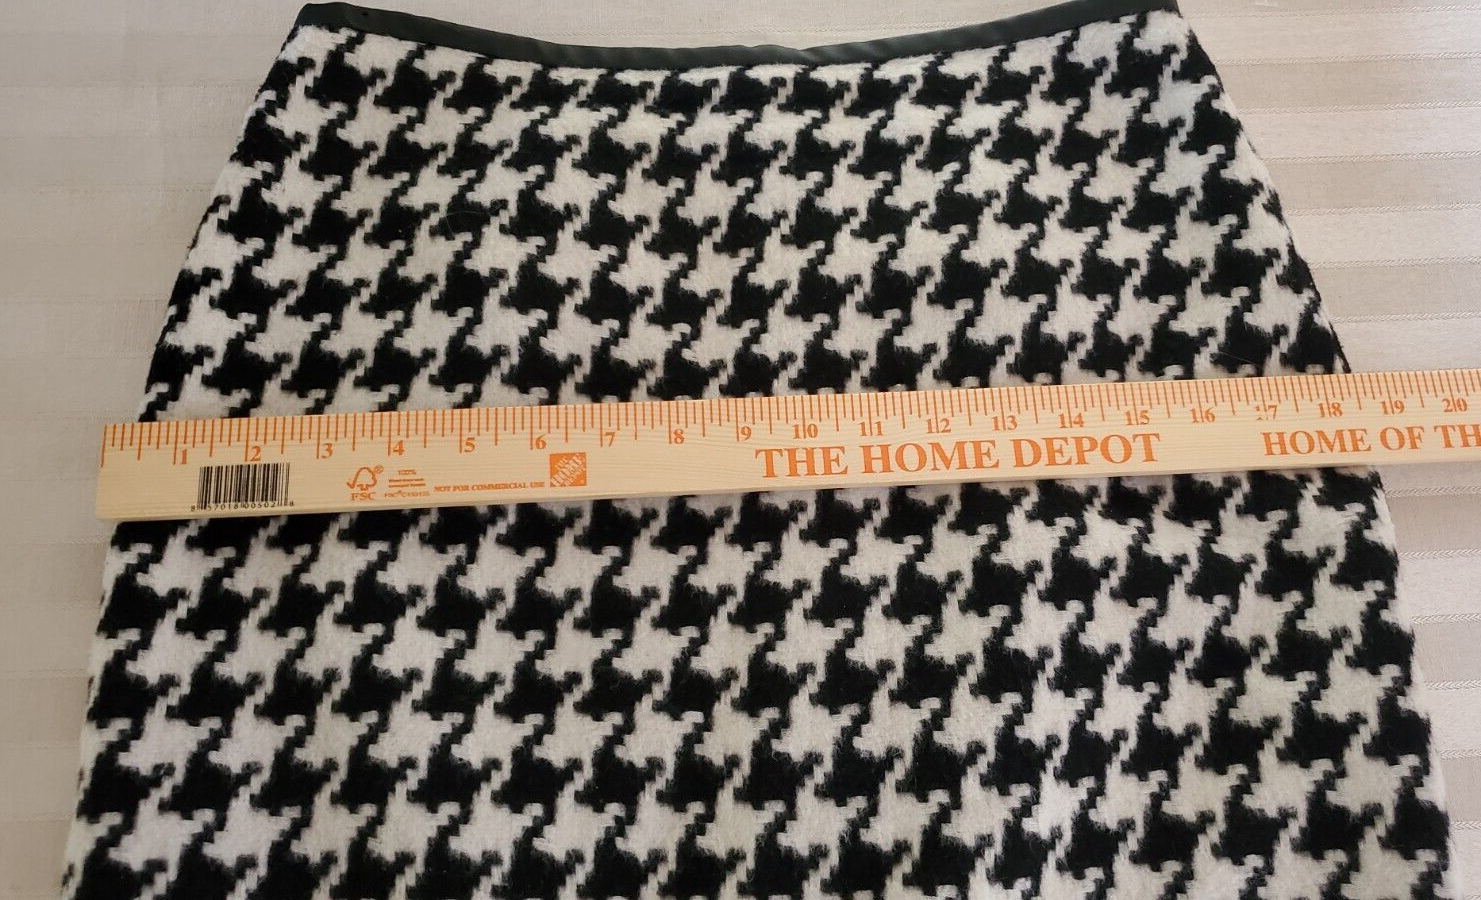 1 2 3 4 5 6 7 8 9 10 11 12 13 14 15 16 17 18 19 20
THE HOME DEPOT HOME OF TH
100%
FSC
NOT FOR COMMERCIAL USE